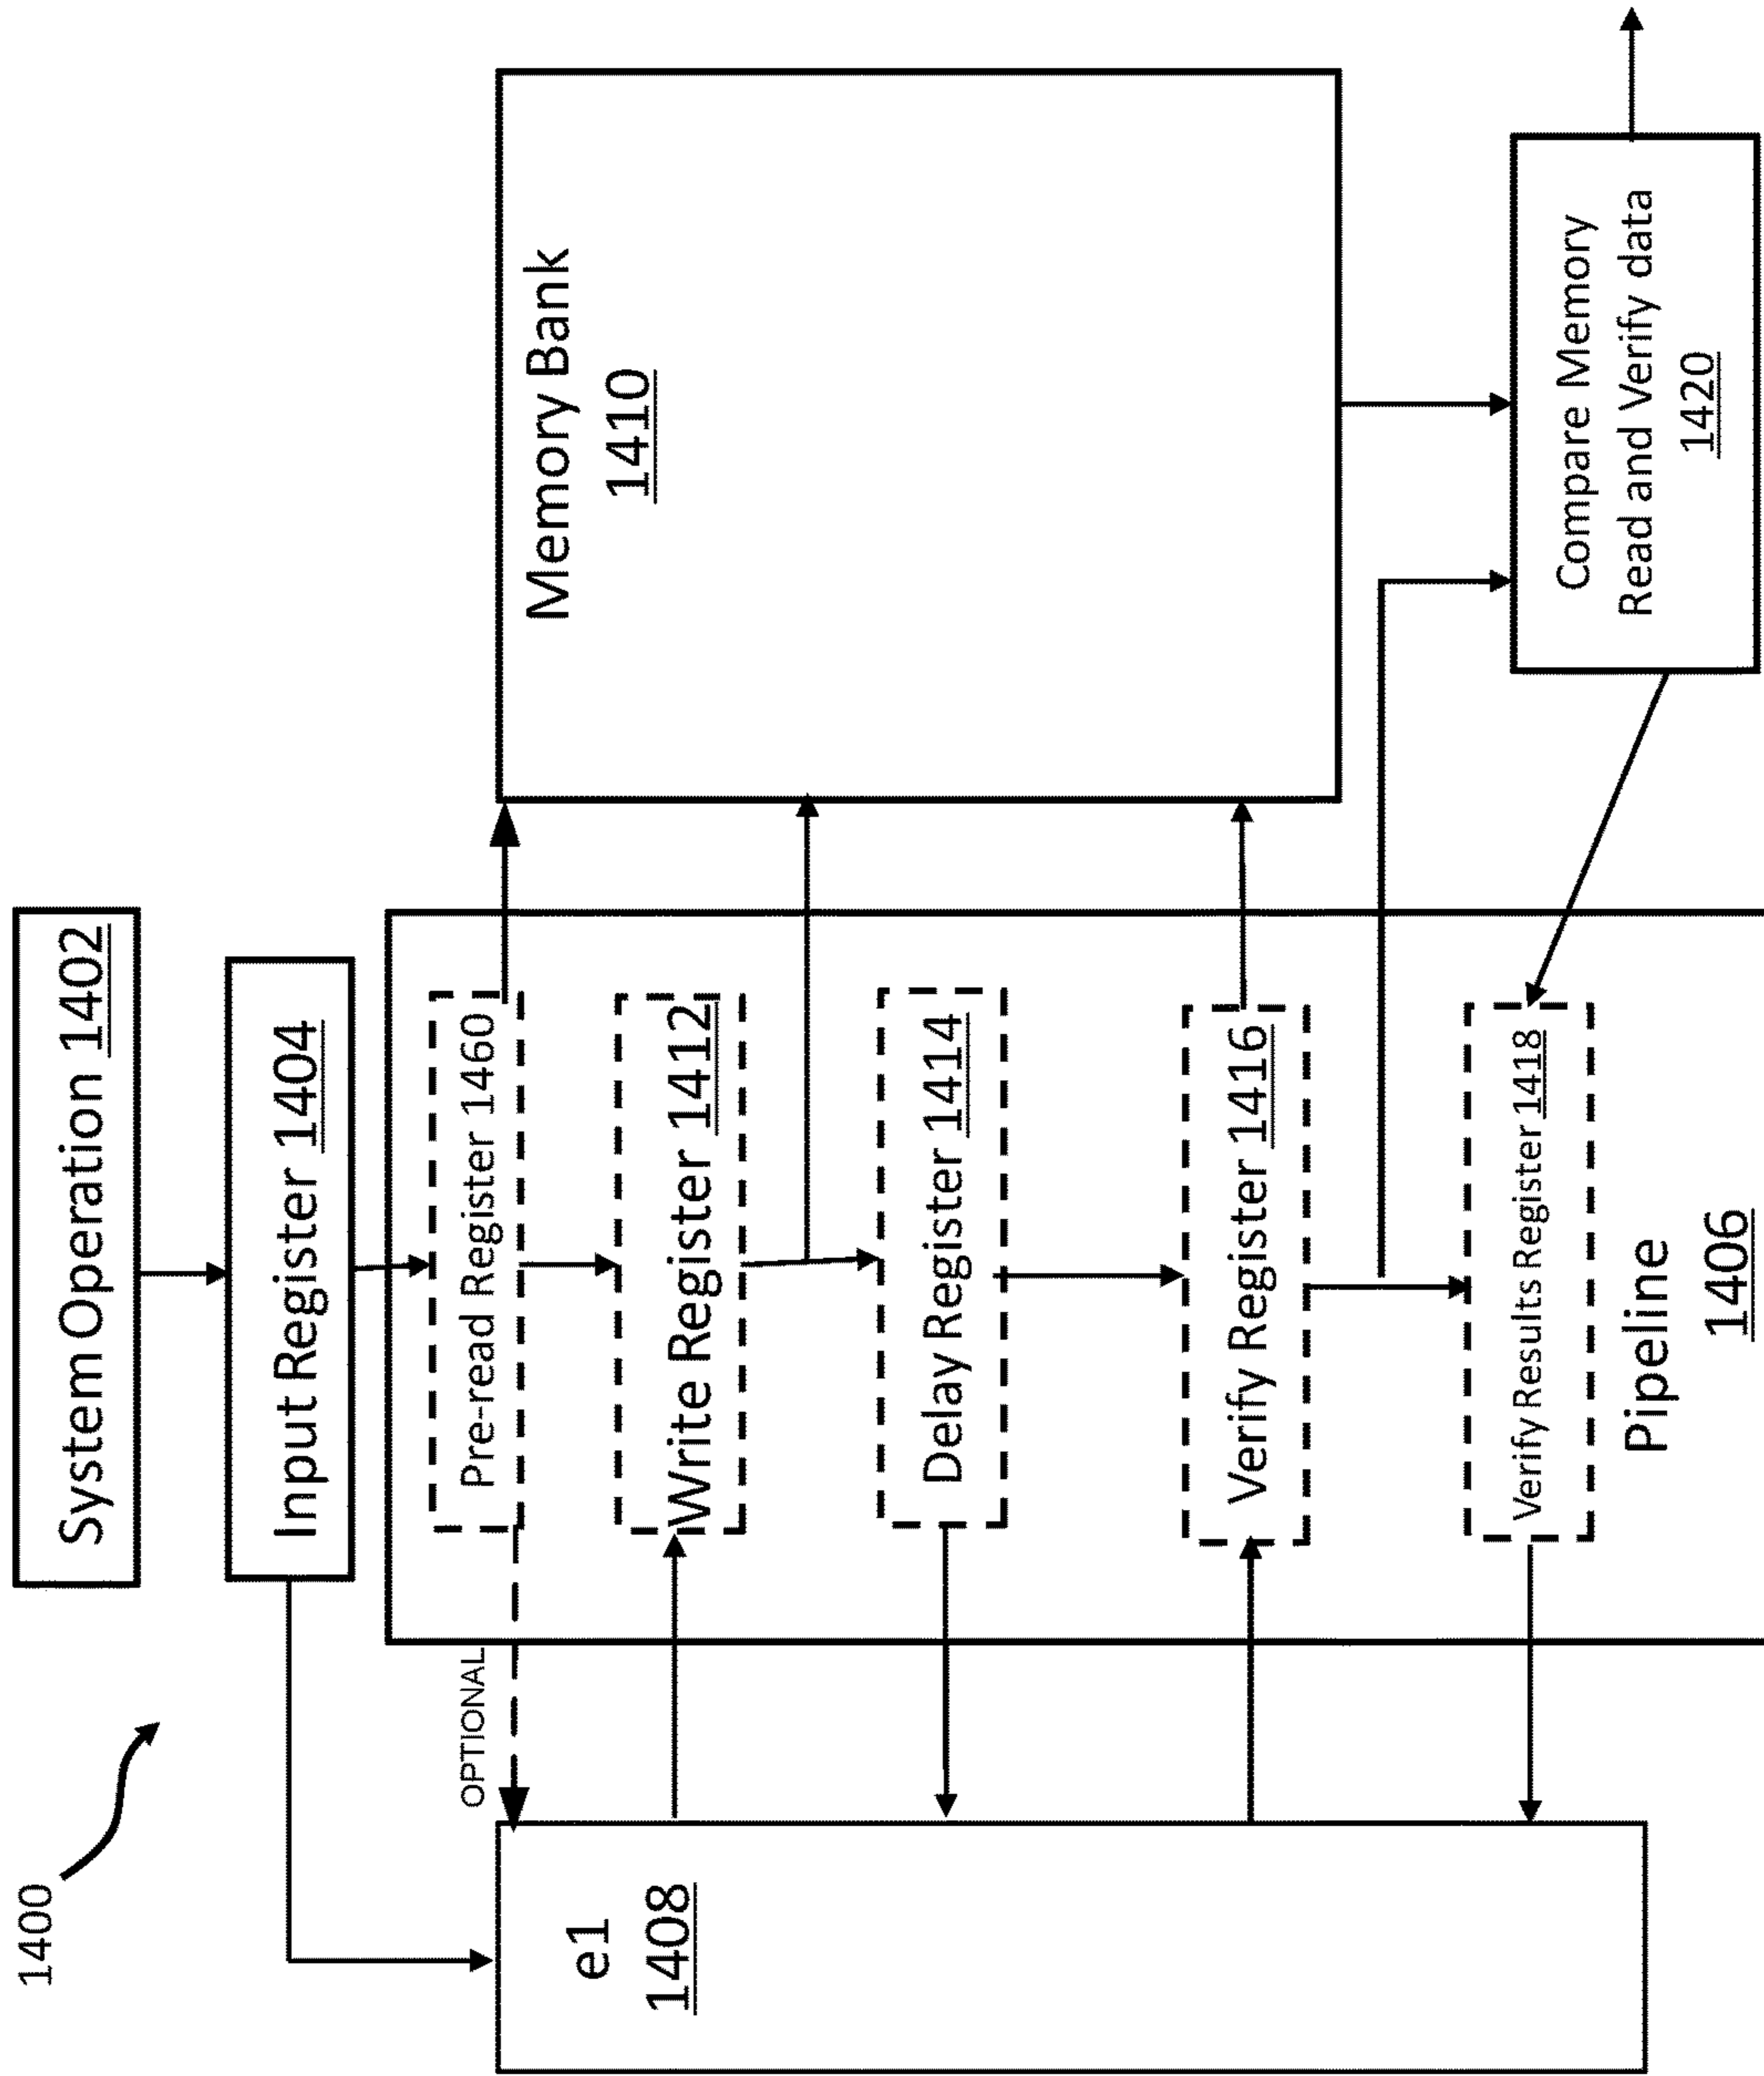 1400
System Operation 1402
Input Register 1404
OPTIONAL
Pre-read Register 1460
Write Register 1412
Delay Register 1414
Verify Register 1416
Verify Results Register 1418
Pipeline
1406
e1
1408
Memory Bank
1410
Compare Memory
Read and Verify data
1420